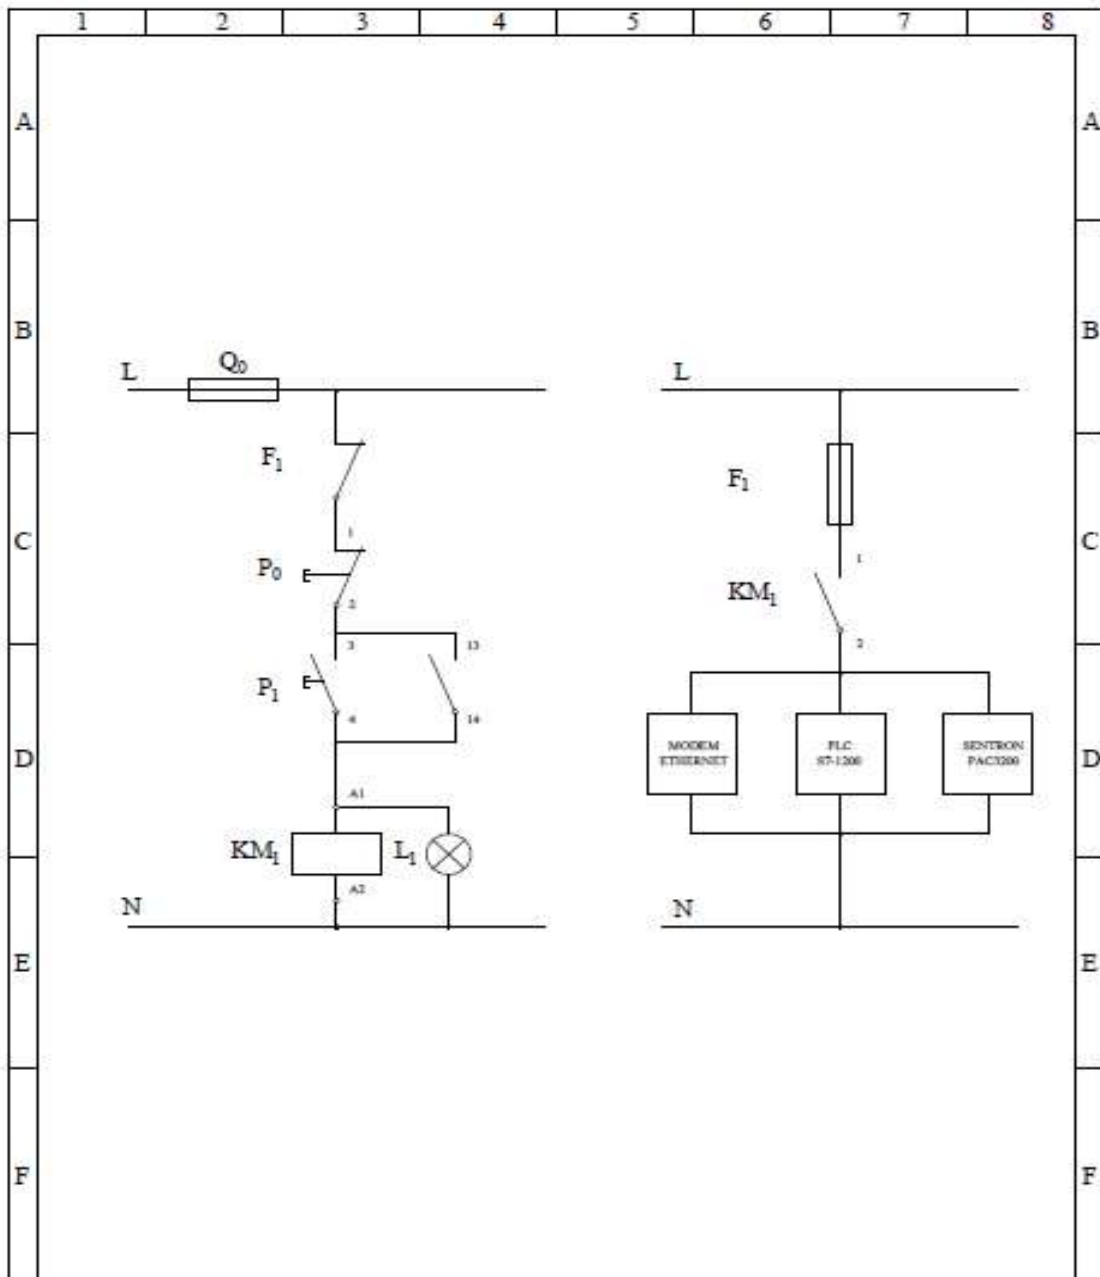 1 2 3 4 5 6 7 8
A A
B B
L Q0
L
F1
F1
1
1
C C
P0
KM1
2
2
3 13
P1
4 14
D D
MODEM
ETHERNET
PLC
S7-1200
SENTRON
PAC3200
A1
KM1 L1
A2
N N
E E
F F